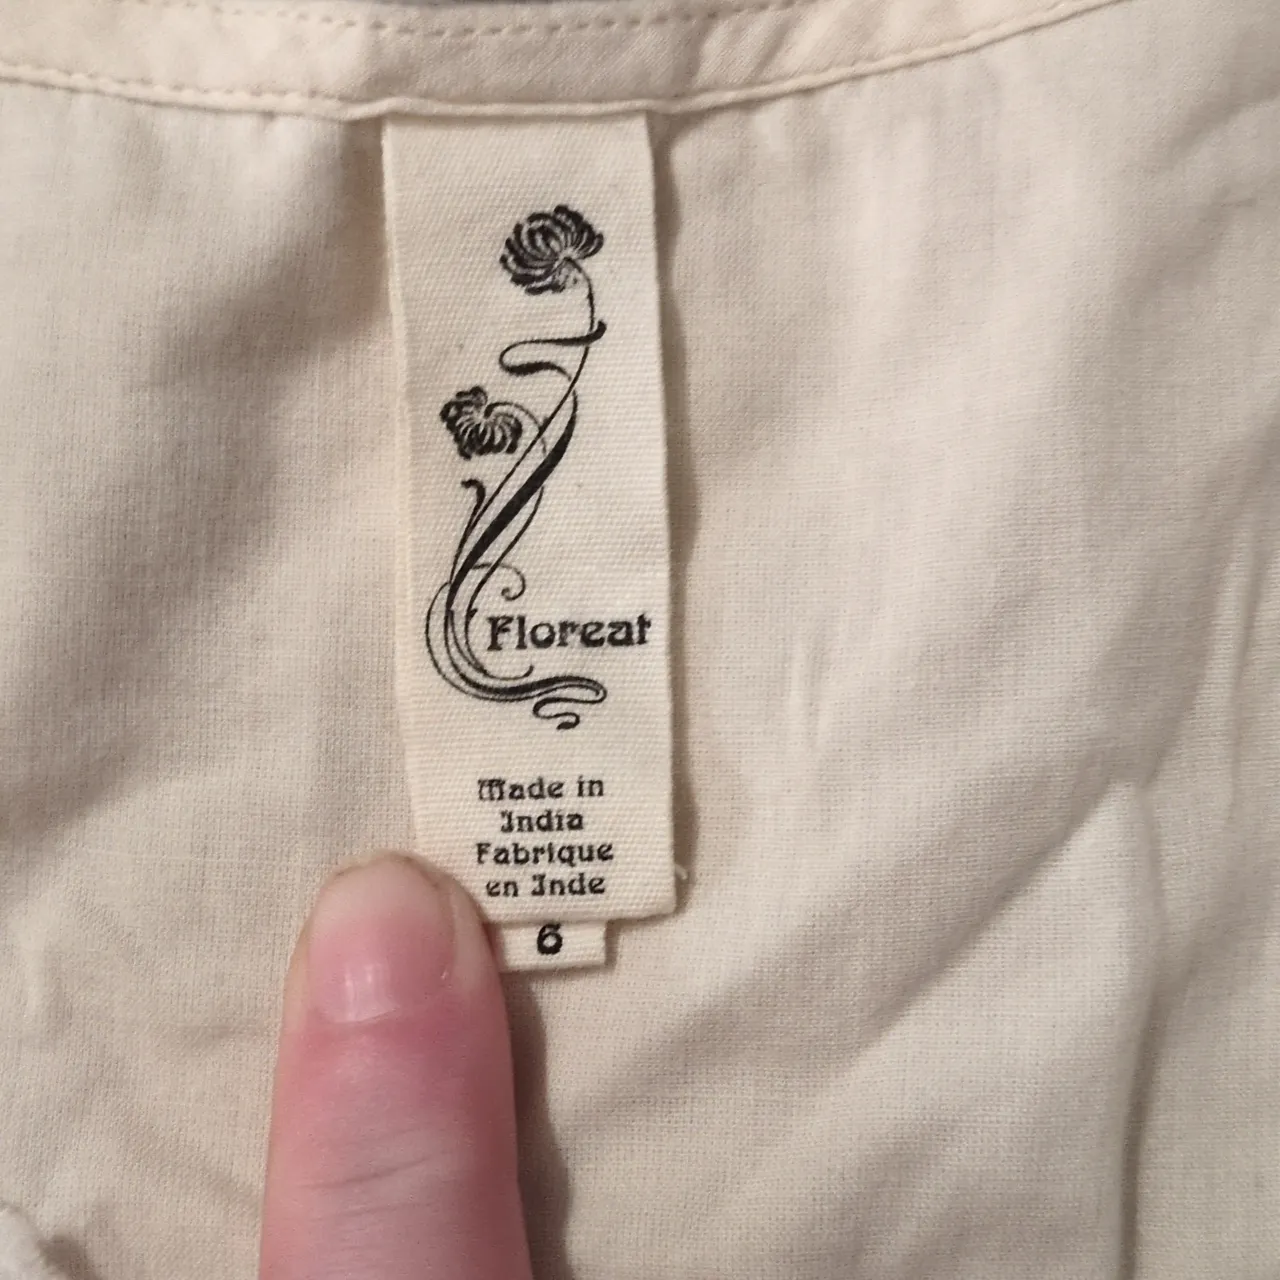 Floreat
Made in
India
Fabrique
en Inde
6